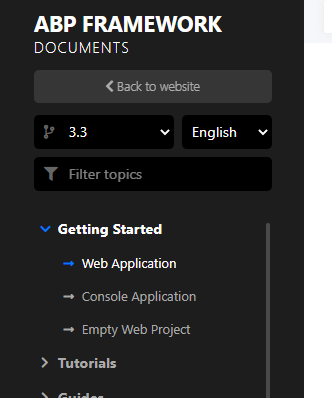 ABP FRAMEWORK
DOCUMENTS
Back to website
3.3 English
Filter topics
Getting Started
Web Application
Console Application
Empty Web Project
Tutorials
Guides